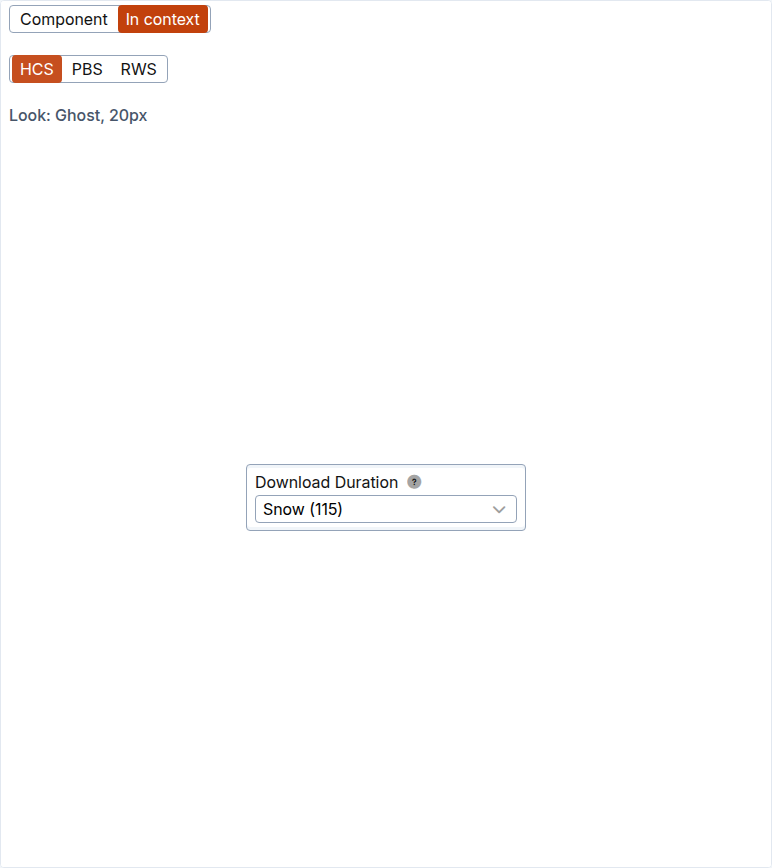 Component In context
HCS PBS RWS
Look: Ghost, 20px
Download Duration ?
Snow (115)